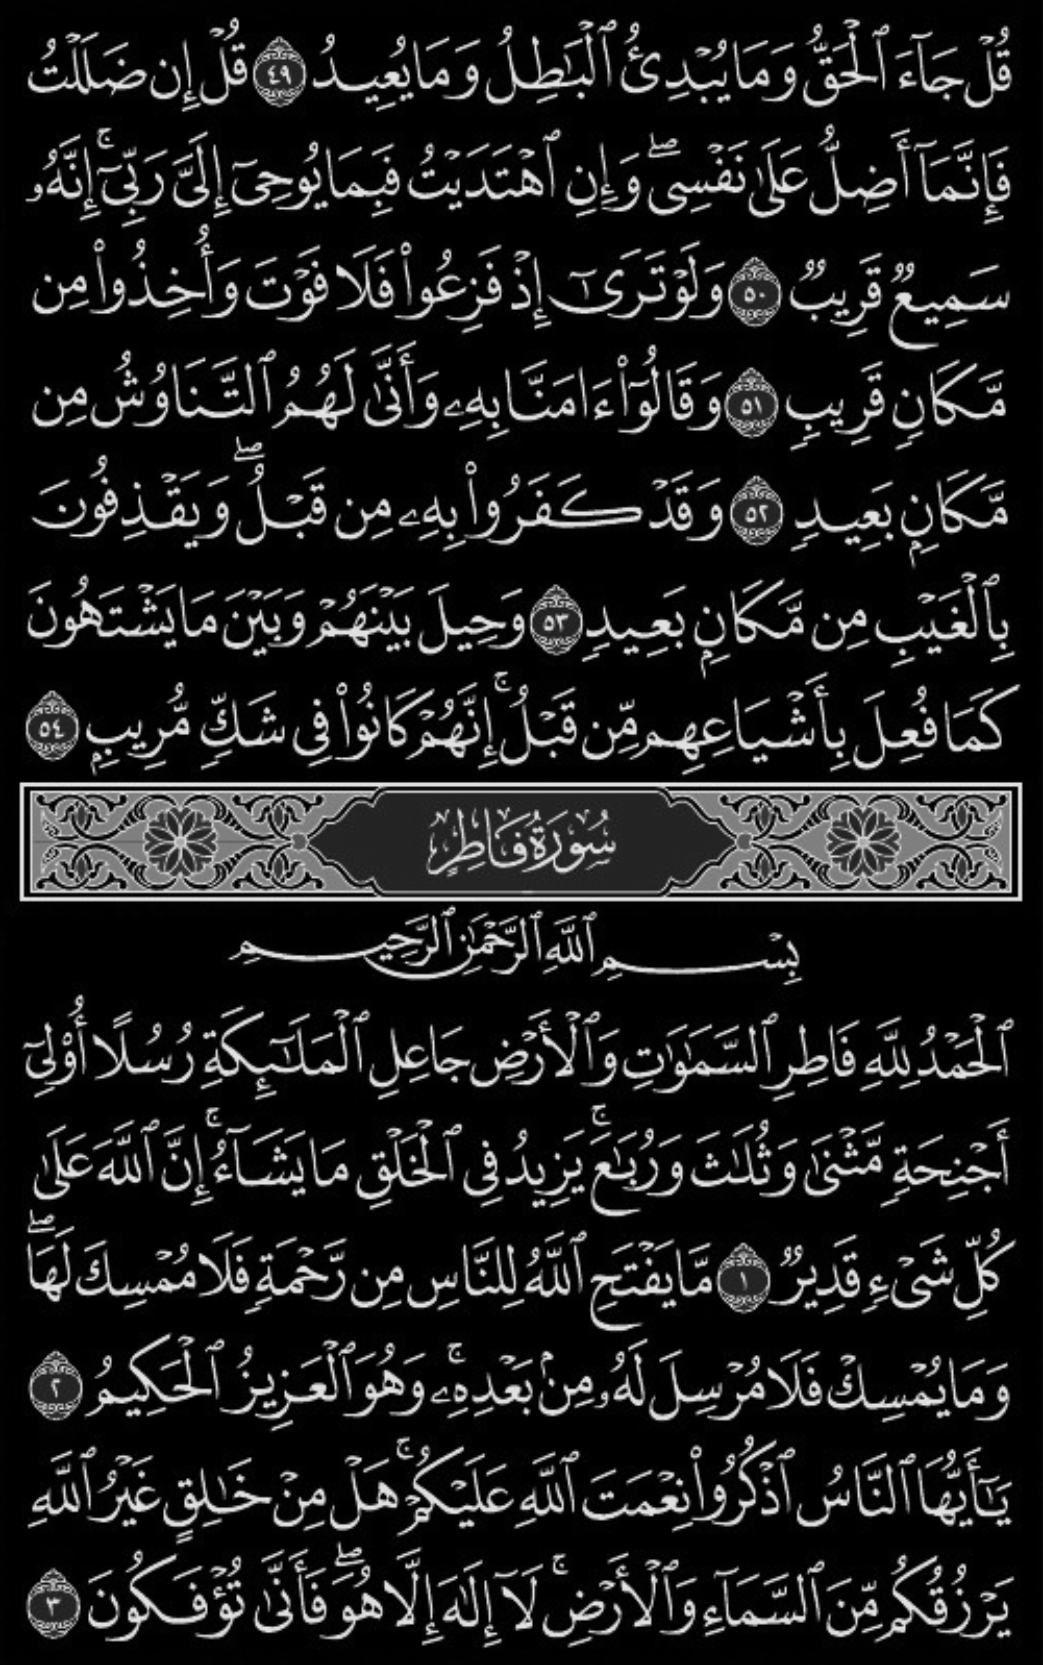 قُلۡ جَآءَ ٱلۡحَقُّ وَمَا يُبۡدِئُ ٱلۡبَٰطِلُ وَمَا يُعِيدُ ٤٩ قُلۡ إِن ضَلَلۡتُ
فَإِنَّمَآ أَضِلُّ عَلَىٰ نَفۡسِيۖ وَإِنِ ٱهۡتَدَيۡتُ فَبِمَا يُوحِيٓ إِلَيَّ رَبِّيٓۚ إِنَّهُۥ
سَمِيعٞ قَرِيبٞ ٥٠ وَلَوۡ تَرَىٰٓ إِذۡ فَزِعُواْ فَلَا فَوۡتَ وَأُخِذُواْ مِن
مَّكَانٖ قَرِيبٖ ٥١ وَقَالُوٓاْ ءَامَنَّا بِهِۦ وَأَنَّىٰ لَهُمُ ٱلتَّنَاوُشُ مِن
مَّكَانِۭ بَعِيدٖ ٥٢ وَقَدۡ كَفَرُواْ بِهِۦ مِن قَبۡلُۖ وَيَقۡذِفُونَ
بِٱلۡغَيۡبِ مِن مَّكَانِۭ بَعِيدٖ ٥٣ وَحِيلَ بَيۡنَهُمۡ وَبَيۡنَ مَا يَشۡتَهُونَ
كَمَا فُعِلَ بِأَشۡيَاعِهِم مِّن قَبۡلُۚ إِنَّهُمۡ كَانُواْ فِي شَكّٖ مُّرِيبِۭ ٥٤
سُورَةُ فَاطِرٍ
بِسۡمِ ٱللَّهِ ٱلرَّحۡمَٰنِ ٱلرَّحِيمِ
ٱلۡحَمۡدُ لِلَّهِ فَاطِرِ ٱلسَّمَٰوَٰتِ وَٱلۡأَرۡضِ جَاعِلِ ٱلۡمَلَٰٓئِكَةِ رُسُلًا أُوْلِيٓ
أَجۡنِحَةٖ مَّثۡنَىٰ وَثُلَٰثَ وَرُبَٰعَۚ يَزِيدُ فِي ٱلۡخَلۡقِ مَا يَشَآءُۚ إِنَّ ٱللَّهَ عَلَىٰ
كُلِّ شَيۡءٖ قَدِيرٞ ١ مَّا يَفۡتَحِ ٱللَّهُ لِلنَّاسِ مِن رَّحۡمَةٖ فَلَا مُمۡسِكَ لَهَاۖ
وَمَا يُمۡسِكۡ فَلَا مُرۡسِلَ لَهُۥ مِنۢ بَعۡدِهِۦۚ وَهُوَ ٱلۡعَزِيزُ ٱلۡحَكِيمُ ٢
يَٰٓأَيُّهَا ٱلنَّاسُ ٱذۡكُرُواْ نِعۡمَتَ ٱللَّهِ عَلَيۡكُمۡۚ هَلۡ مِنۡ خَٰلِقٍ غَيۡرُ ٱللَّهِ
يَرۡزُقُكُم مِّنَ ٱلسَّمَآءِ وَٱلۡأَرۡضِۚ لَآ إِلَٰهَ إِلَّا هُوَۖ فَأَنَّىٰ تُؤۡفَكُونَ ٣